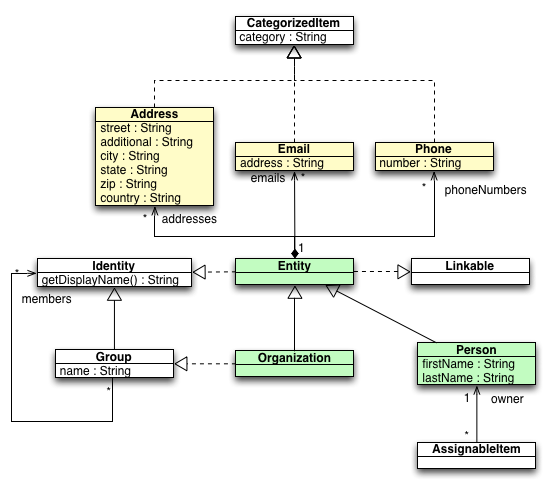 CategorizedItem
category : String
Address
street : String
additional : String
city : String
state : String
zip : String
country : String
Email
address : String
Phone
number : String
emails
*
*
phoneNumbers
*
addresses
1
Identity
getDisplayName() : String
Entity
Linkable
*
members
Group
name : String
*
Organization
Person
firstName : String
lastName : String
1
owner
*
AssignableItem